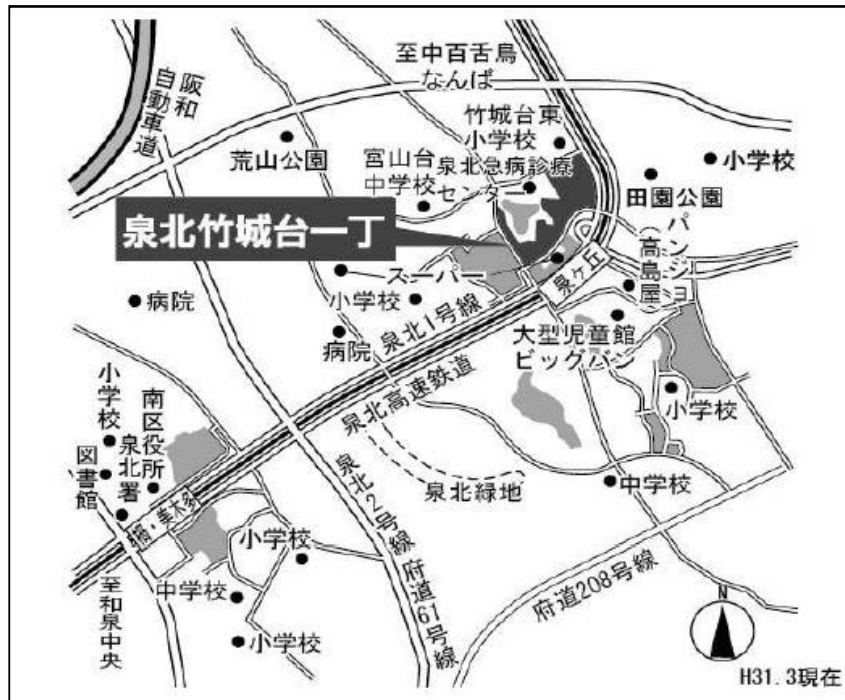 至中百舌鳥
なんば
阪和
自動車道
荒山公園
竹城台東
小学校
宮山台
中学校
泉北急病診療
センター
小学校
田園公園
泉北竹城台一丁
パンジョ
高島屋
泉ヶ丘
スーパー
病院
小学校
病院
泉北1号線
大型児童館
ビッグバン
泉北高速鉄道
小学校
小学校
南区役所
泉北署
図書館
栂・美木多
泉北2号線
府道61号線
泉北緑地
中学校
小学校
中学校
小学校
至和泉中央
府道208号線
N
H31.3現在